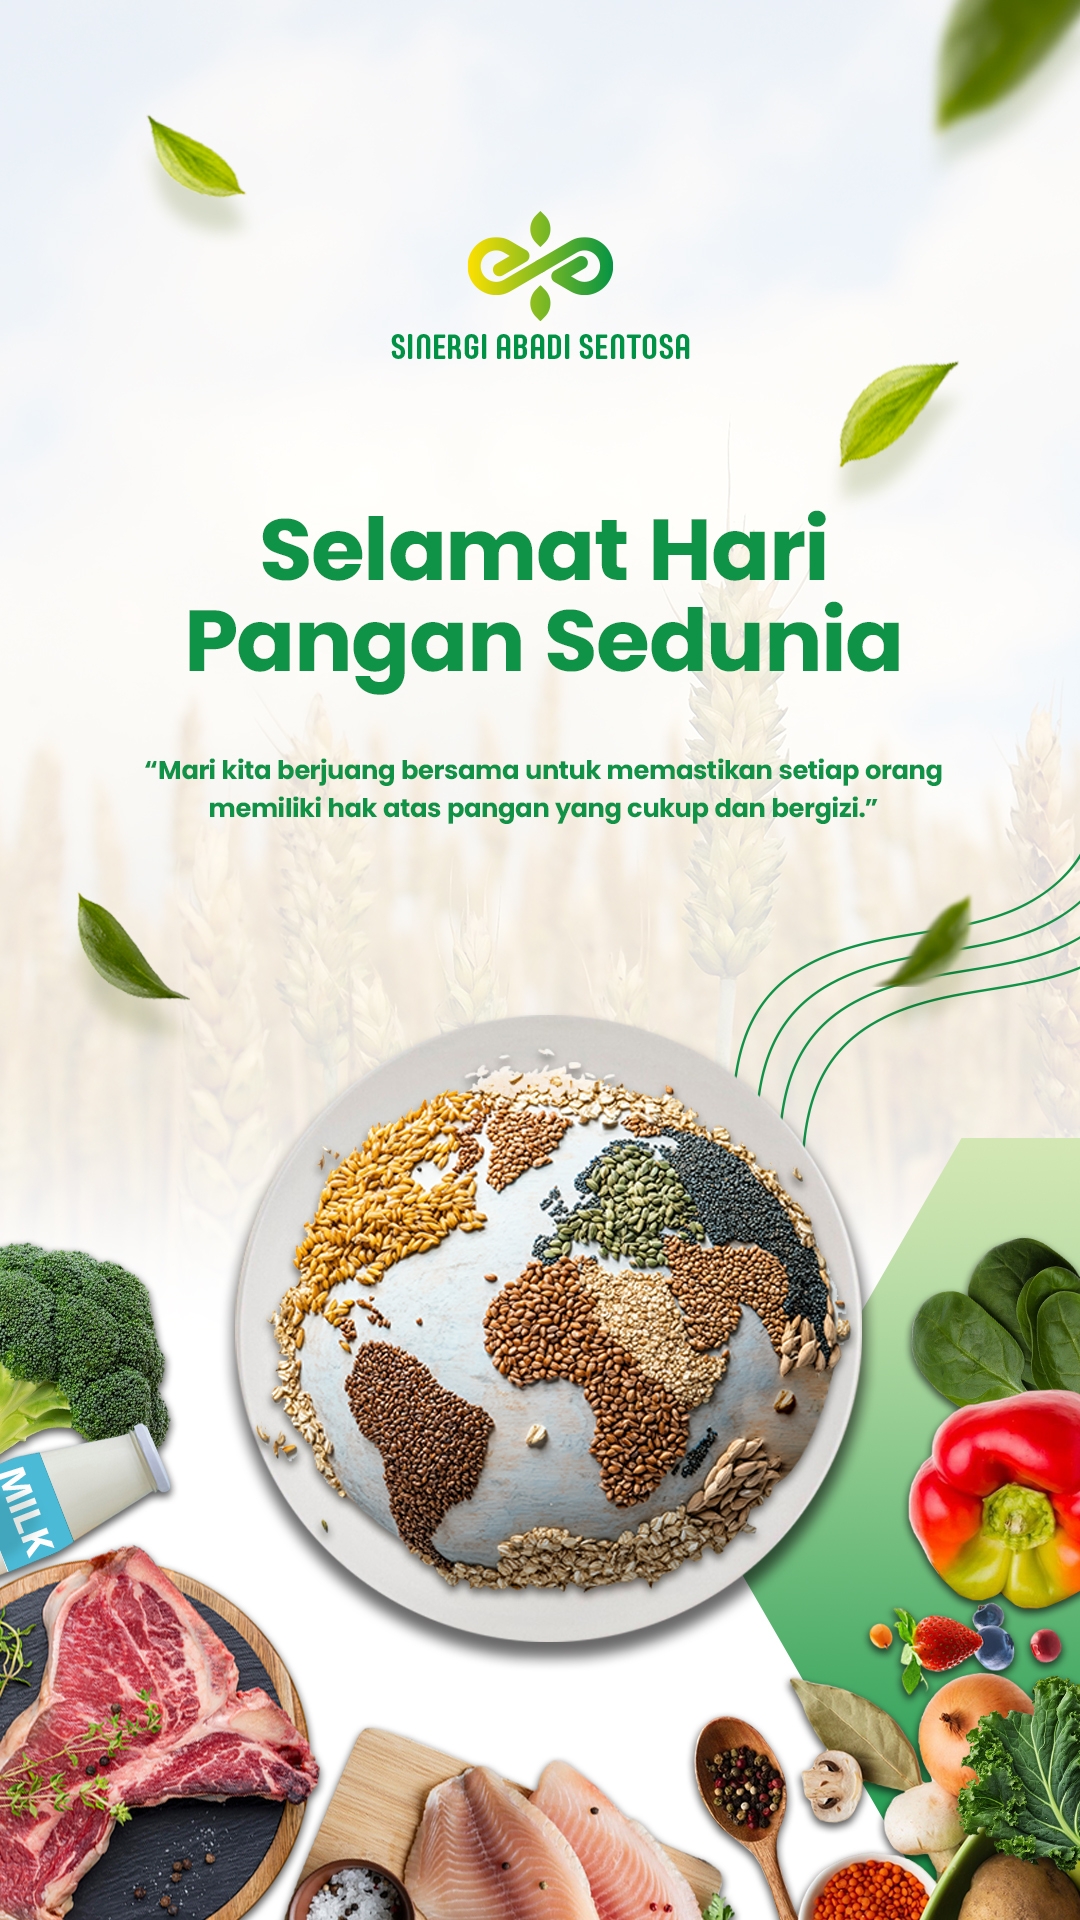 SINERGI ABADI SENTOSA
Selamat Hari
Pangan Sedunia
“Mari kita berjuang bersama untuk memastikan setiap orang
memiliki hak atas pangan yang cukup dan bergizi.”
MILK